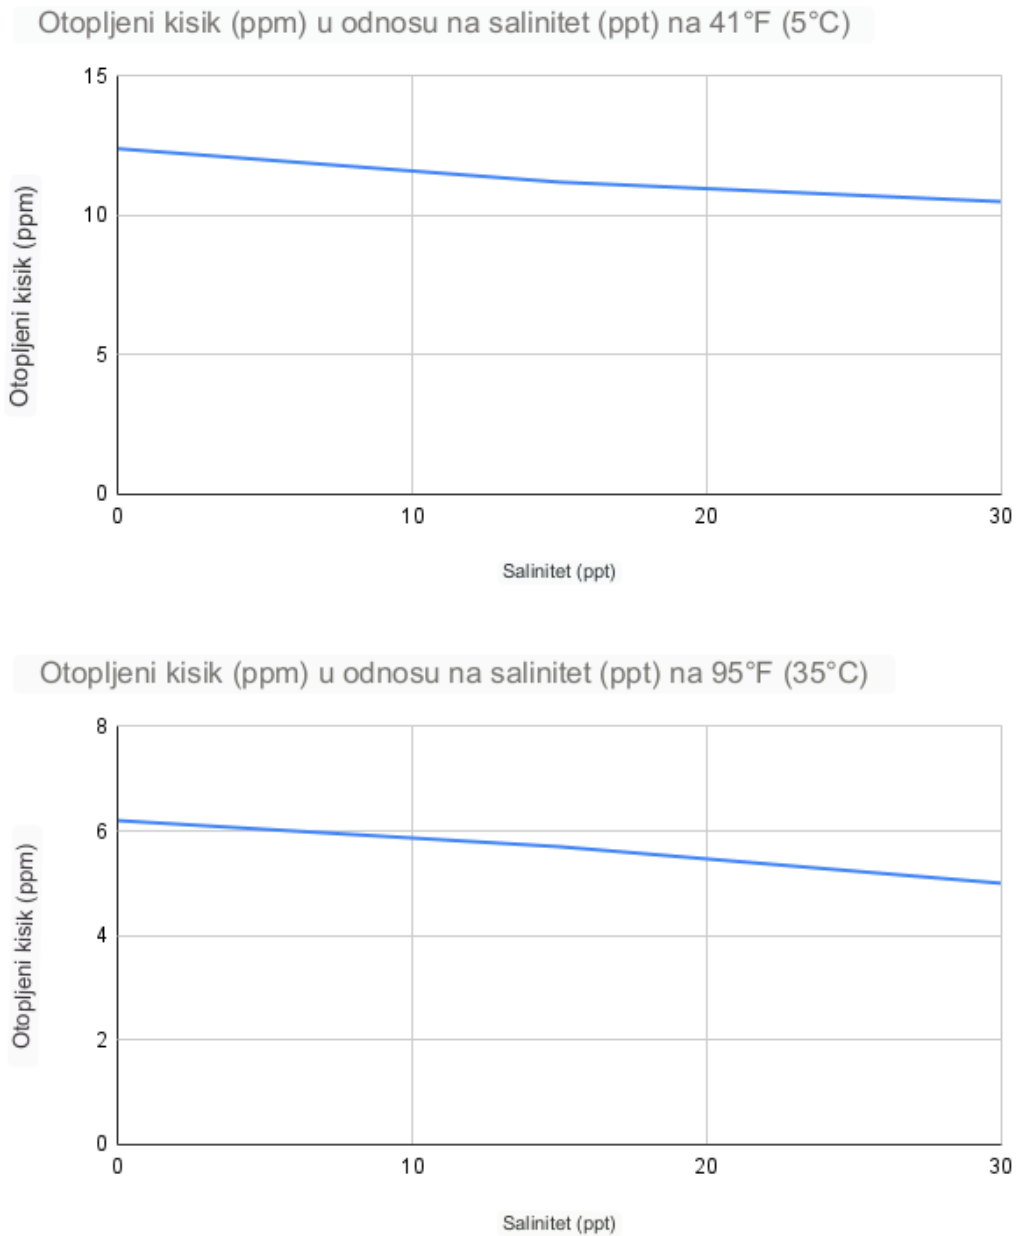 Otopljeni kisik (ppm) u odnosu na salinitet (ppt) na 41°F (5°C)
15
10
5
0
Otopljeni kisik (ppm)
0 10 20 30
Salinitet (ppt)
Otopljeni kisik (ppm) u odnosu na salinitet (ppt) na 95°F (35°C)
8
6
4
2
0
Otopljeni kisik (ppm)
0 10 20 30
Salinitet (ppt)